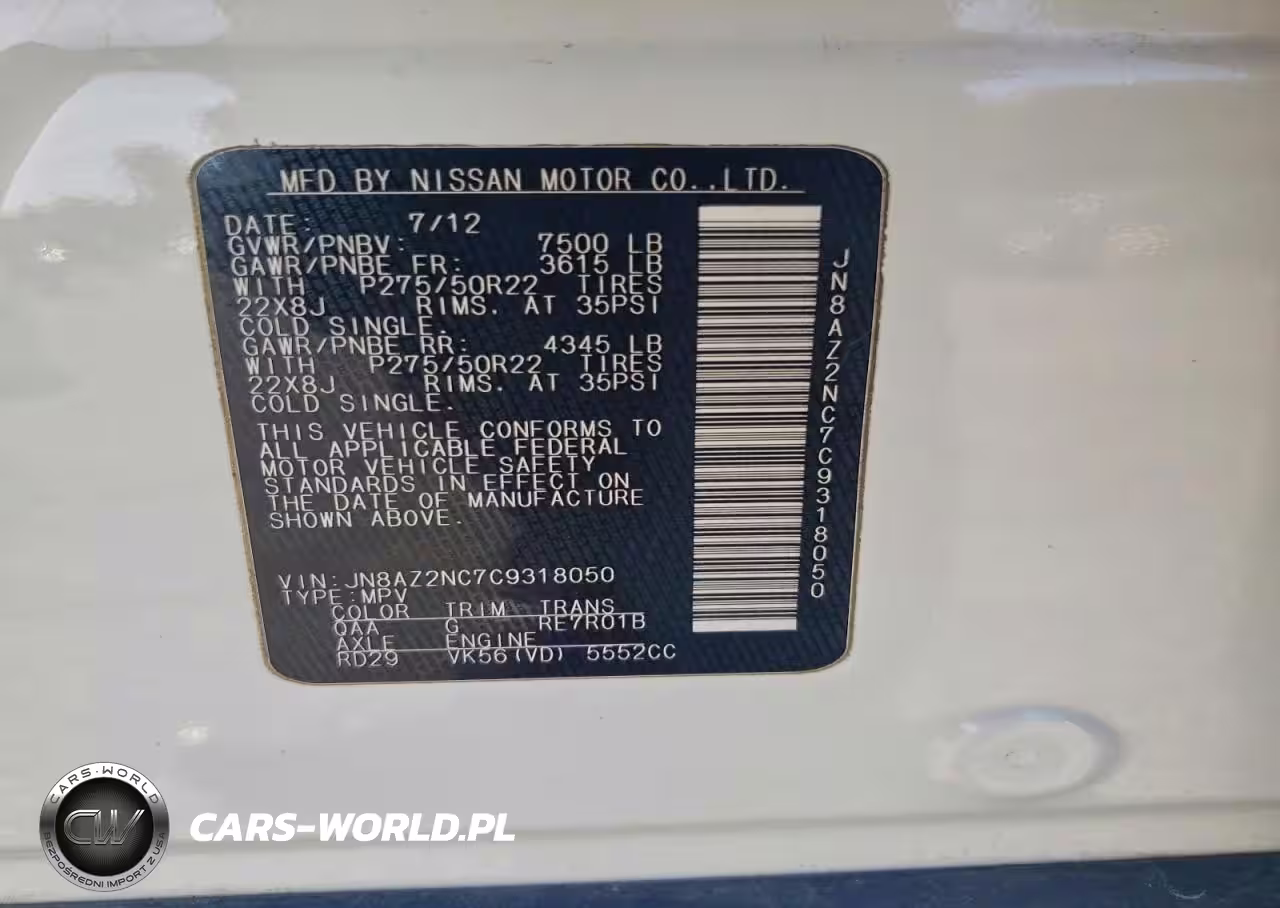 MFD BY NISSAN MOTOR CO.,LTD.
DATE: 7/12
GVWR/PNBV: 7500 LB
GAWR/PNBE FR: 3615 LB
WITH P275/50R22 TIRES
22X8J RIMS. AT 35PSI
COLD SINGLE.
GAWR/PNBE RR: 4345 LB
WITH P275/50R22 TIRES
22X8J RIMS. AT 35PSI
COLD SINGLE.
THIS VEHICLE CONFORMS TO
ALL APPLICABLE FEDERAL
MOTOR VEHICLE SAFETY
STANDARDS IN EFFECT ON
THE DATE OF MANUFACTURE
SHOWN ABOVE.
VIN:JN8AZ2NC7C9318050
TYPE:MPV
COLOR TRIM TRANS
QAA G RE7R01B
AXLE ENGINE
RD29 VK56(VD) 5552CC
JN8AZ2NC7C9318050
CARS-WORLD
CW
BEZPOŚREDNI IMPORT Z USA
CARS-WORLD.PL